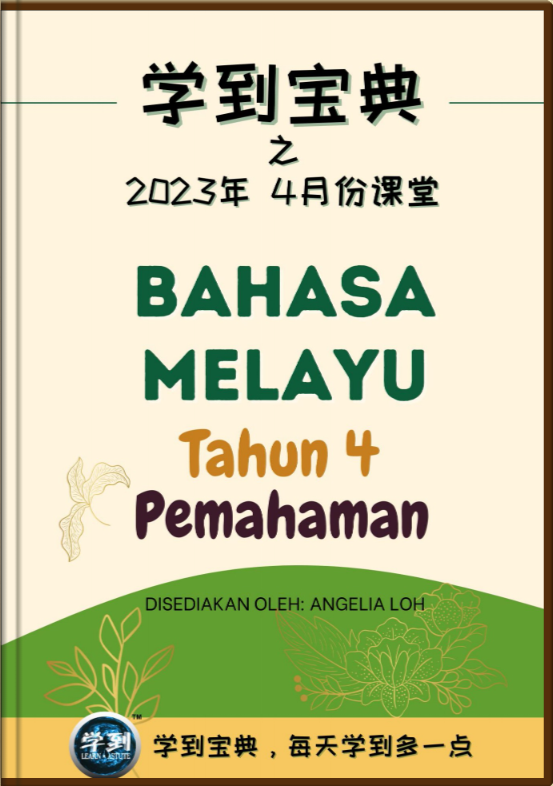 学到宝典
之
2023年 4月份课堂
BAHASA
MELAYU
Tahun 4
Pemahaman
DISEDIAKAN OLEH: ANGELIA LOH
TM
学到
LEARN & ASTUTE
学到宝典，每天学到多一点